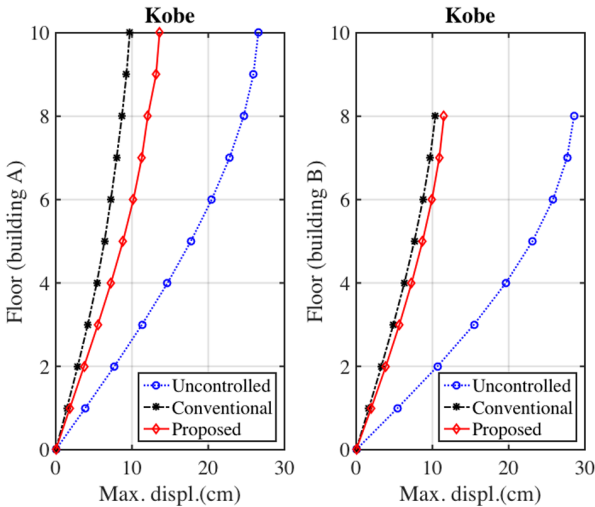 Kobe
10
8
6
4
2
0
Floor (building A)
Uncontrolled
Conventional
Proposed
0 10 20 30
Max. displ.(cm)
Kobe
10
8
6
4
2
0
Floor (building B)
Uncontrolled
Conventional
Proposed
0 10 20 30
Max. displ.(cm)